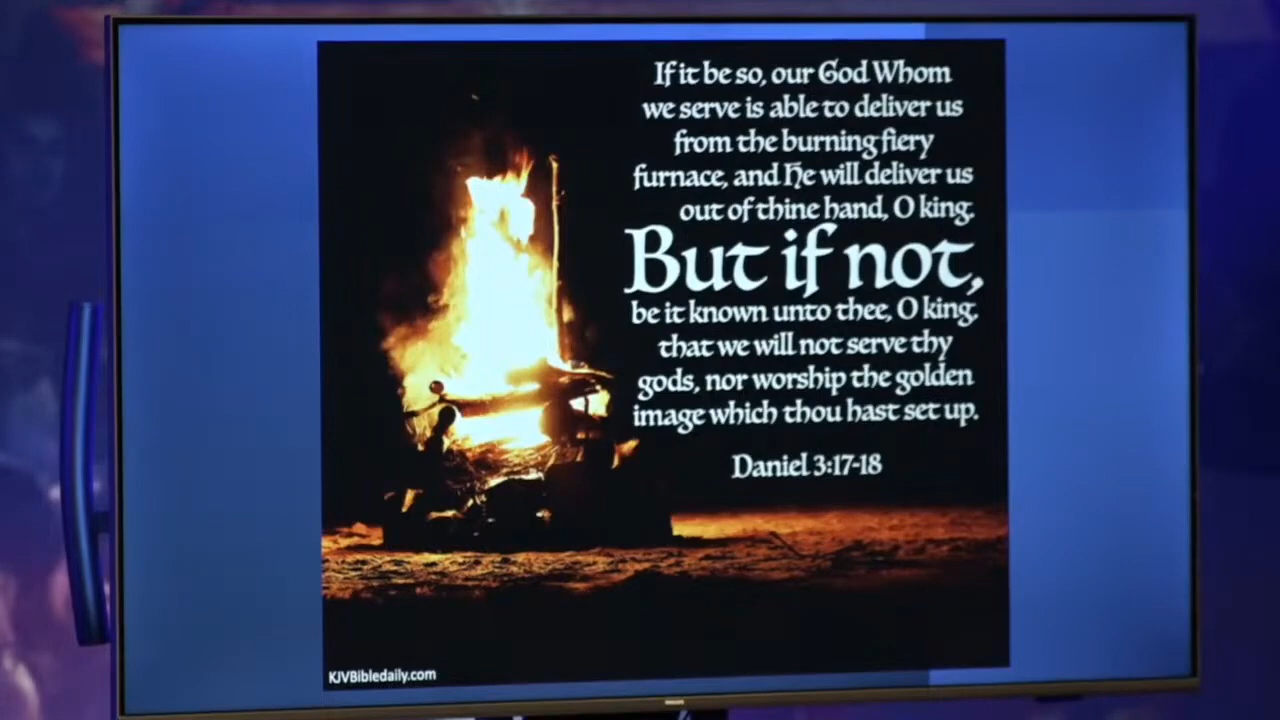 If it be so, our God Whom
we serve is able to deliver us
from the burning fiery
furnace, and He will deliver us
out of thine hand, O king.
But if not,
be it known unto thee, O king,
that we will not serve thy
gods, nor worship the golden
image which thou hast set up.
Daniel 3:17-18
KJVBibledaily.com
PHILIPS